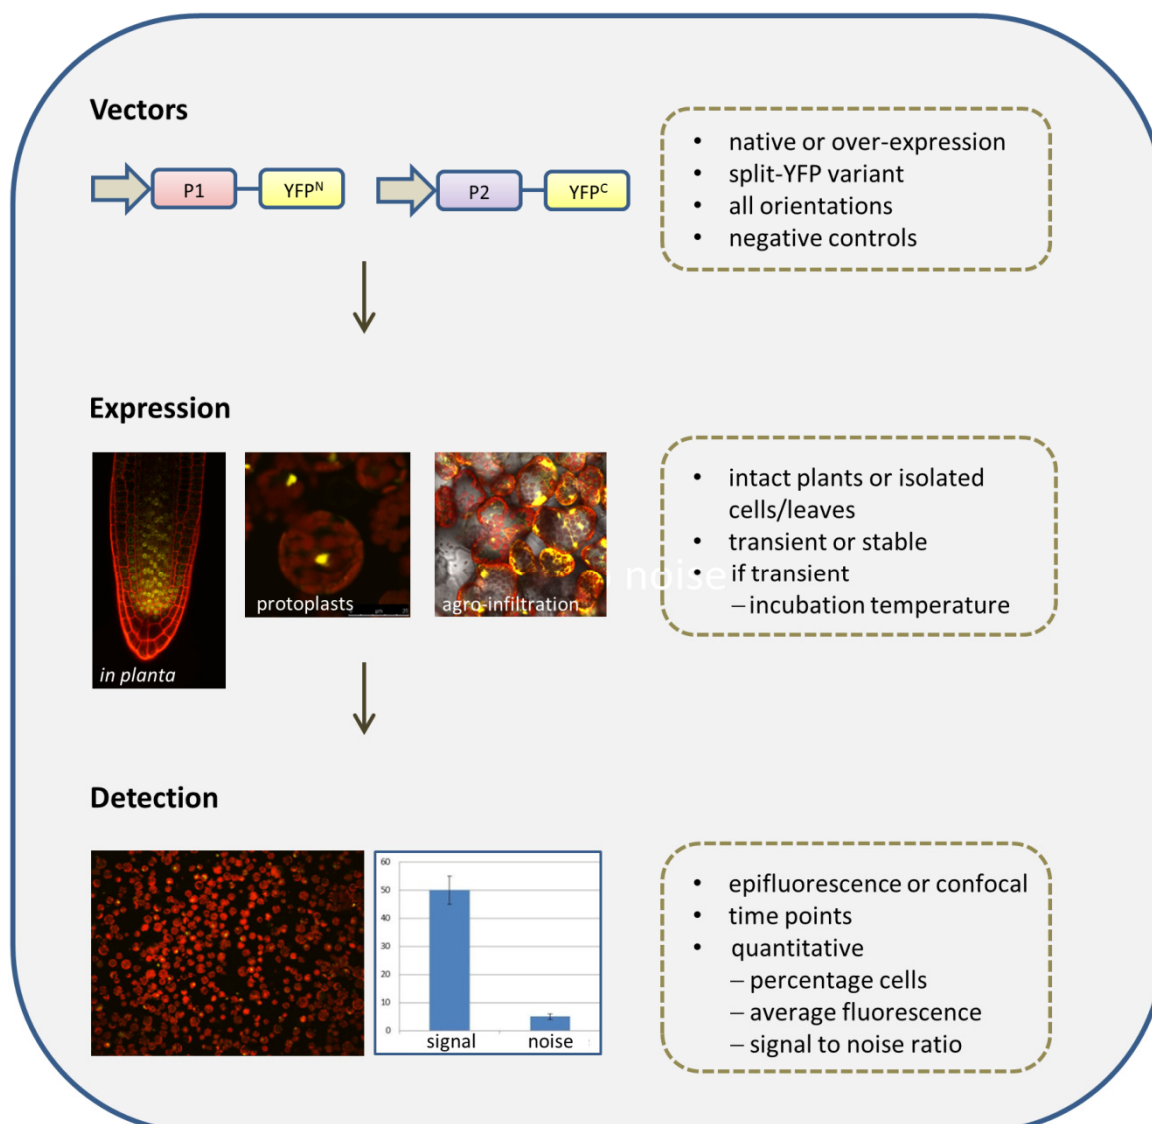 Vectors
P1
YFPᴺ
P2
YFPᶜ
• native or over-expression
• split-YFP variant
• all orientations
• negative controls
Expression
in planta
protoplasts
agro-infiltration
noise
• intact plants or isolated
cells/leaves
• transient or stable
• if transient
– incubation temperature
Detection
60
50
40
30
20
10
0
signal
noise
• epifluorescence or confocal
• time points
• quantitative
– percentage cells
– average fluorescence
– signal to noise ratio